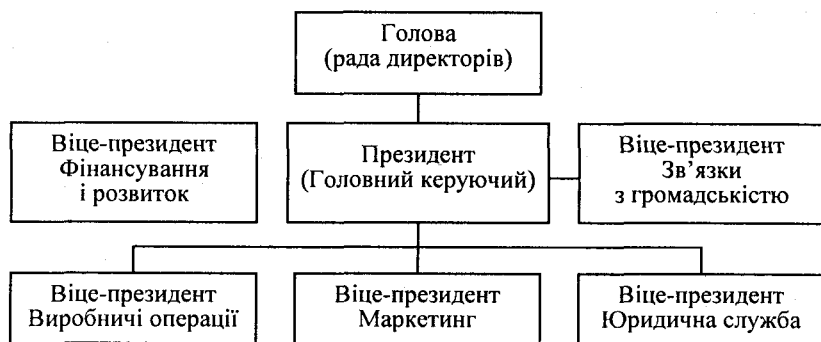 Голова
(рада директорів)
Віце-президент
Фінансування
і розвиток
Президент
(Головний керуючий)
Віце-президент
Зв’язки
з громадськістю
Віце-президент
Виробничі операції
Віце-президент
Маркетинг
Віце-президент
Юридична служба